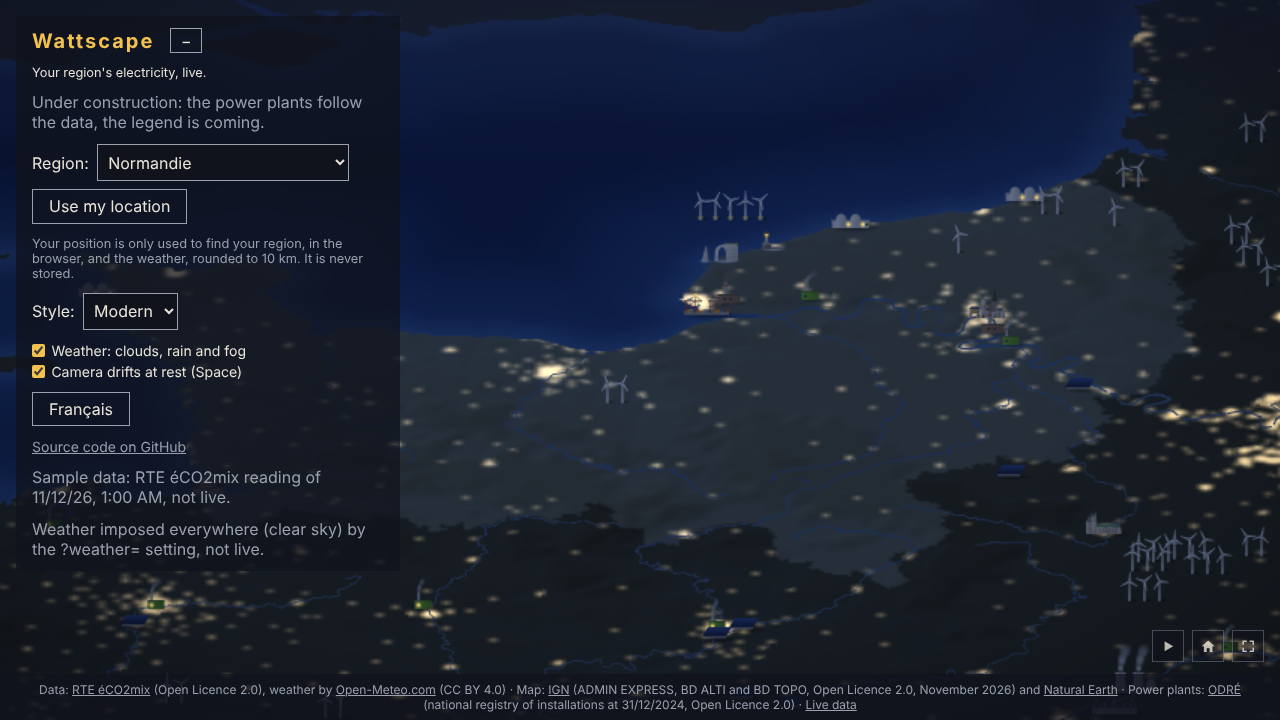 Wattscape
–
Your region's electricity, live.
Under construction: the power plants follow
the data, the legend is coming.
Region: Normandie
Use my location
Your position is only used to find your region, in the
browser, and the weather, rounded to 10 km. It is never
stored.
Style: Modern
Weather: clouds, rain and fog
Camera drifts at rest (Space)
Français
Source code on GitHub
Sample data: RTE éCO2mix reading of
11/12/26, 1:00 AM, not live.
Weather imposed everywhere (clear sky) by
the ?weather= setting, not live.
Data: RTE éCO2mix (Open Licence 2.0), weather by Open-Meteo.com (CC BY 4.0) · Map: IGN (ADMIN EXPRESS, BD ALTI and BD TOPO, Open Licence 2.0, November 2026) and Natural Earth · Power plants: ODRÉ
(national registry of installations at 31/12/2024, Open Licence 2.0) · Live data